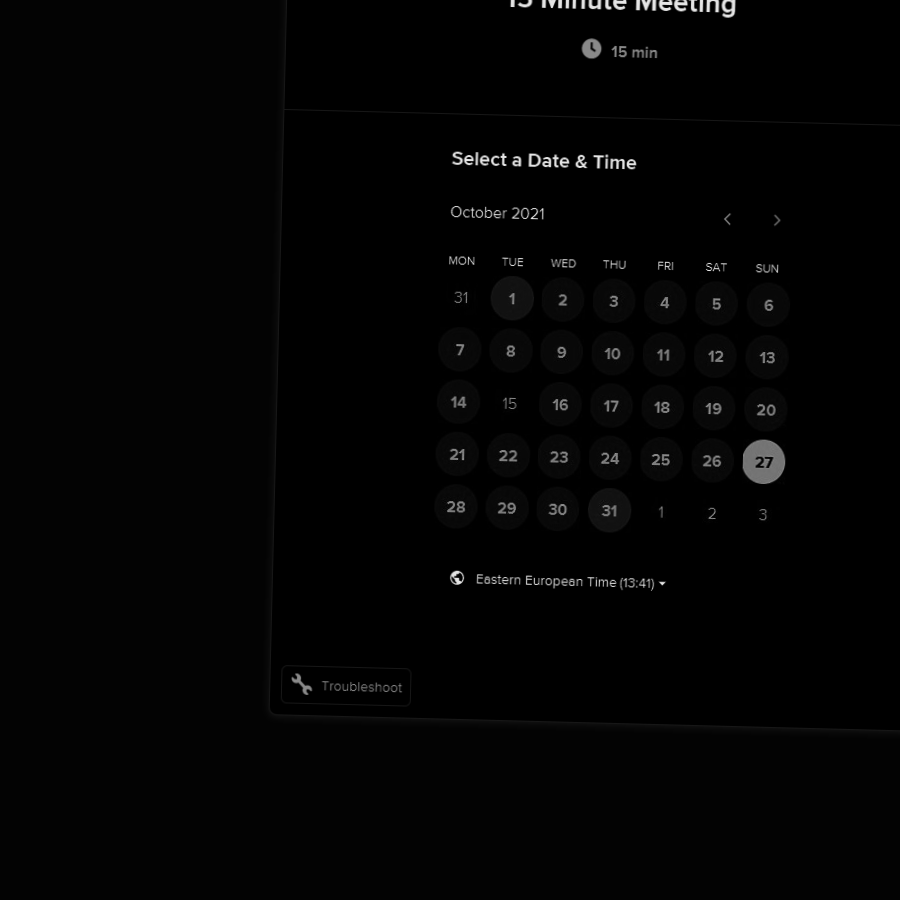 15 Minute Meeting
15 min
Select a Date & Time
October 2021
MON TUE WED THU FRI SAT SUN
31 1 2 3 4 5 6
7 8 9 10 11 12 13
14 15 16 17 18 19 20
21 22 23 24 25 26 27
28 29 30 31 1 2 3
Eastern European Time (13:41)
Troubleshoot